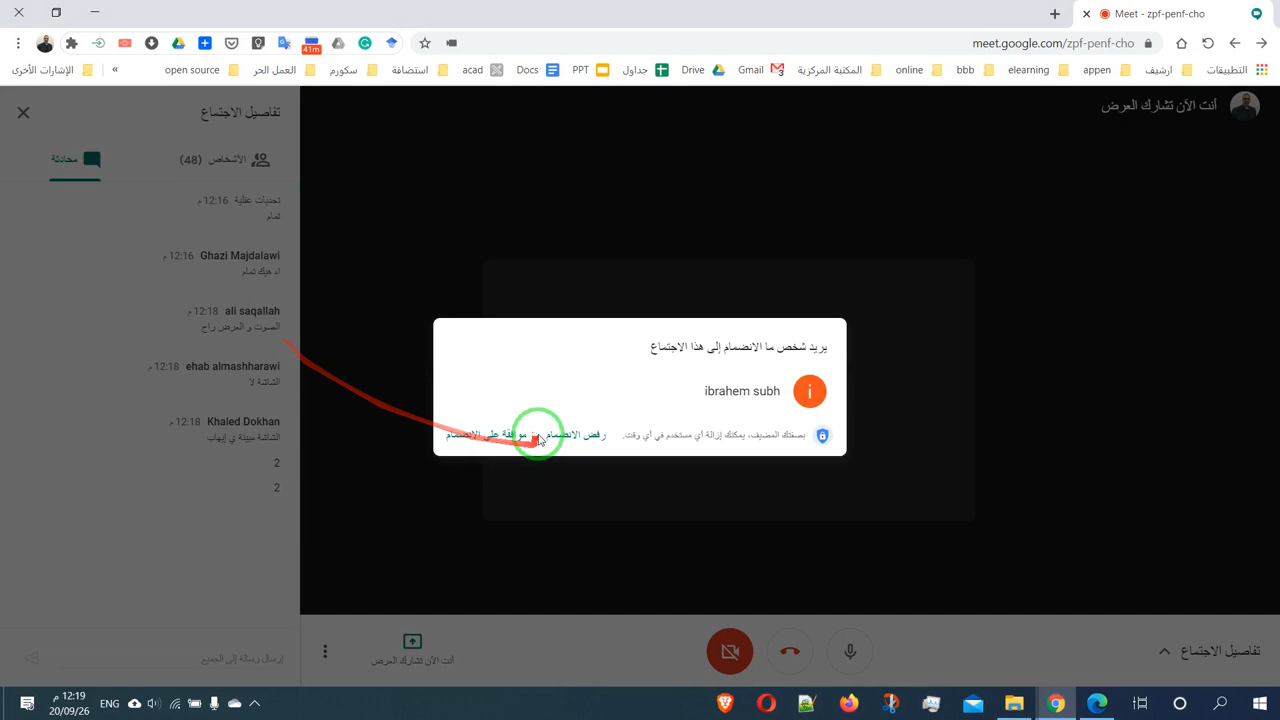 Meet - zpf-penf-cho
meet.google.com/zpf-penf-cho
41m
التطبيقات
ارشيف
appen
elearning
bbb
online
المكتبة المركزية
Gmail
Drive
جداول
PPT
Docs
acad
استضافة
سكورم
العمل الحر
open source
»
الإشارات الأخرى
أنت الآن تشارك العرض
تفاصيل الاجتماع
الأشخاص (48)
محادثة
تحديات عقلية 12:16 م
تمام
Ghazi Majdalawi 12:16 م
اه هيك تمام
ali saqallah 12:18 م
الصوت و العرض راح
ehab almashharawi 12:18 م
الشاشة لا
Khaled Dokhan 12:18 م
الشاشة مبينة ي إيهاب
2
2
إرسال رسالة إلى الجميع
يريد شخص ما الانضمام إلى هذا الاجتماع
i
ibrahem subh
بصفتك المضيف، يمكنك إزالة أي مستخدم في أي وقت.
رفض الانضمام
موافقة على الانضمام
أنت الآن تشارك العرض
تفاصيل الاجتماع
ENG
12:19 م
20/09/26